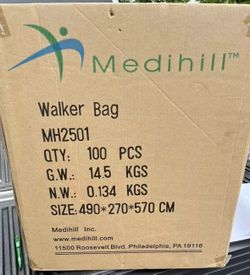 Medihill™
Walker Bag
MH2501
QTY: 100 PCS
G.W.: 14.5 KGS
N.W.: 0.134 KGS
SIZE:490*270*570 CM
Medihill Inc.
www.medihill.com
11500 Roosevelt Blvd. Philadelphia, PA 19116